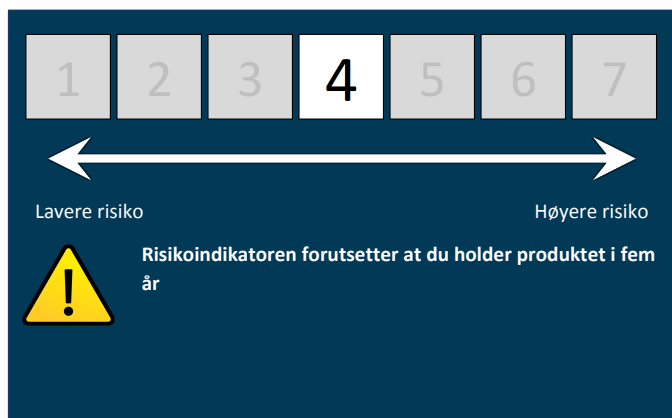 1 2 3 4 5 6 7
Lavere risiko Høyere risiko
Risikoindikatoren forutsetter at du holder produktet i fem
år